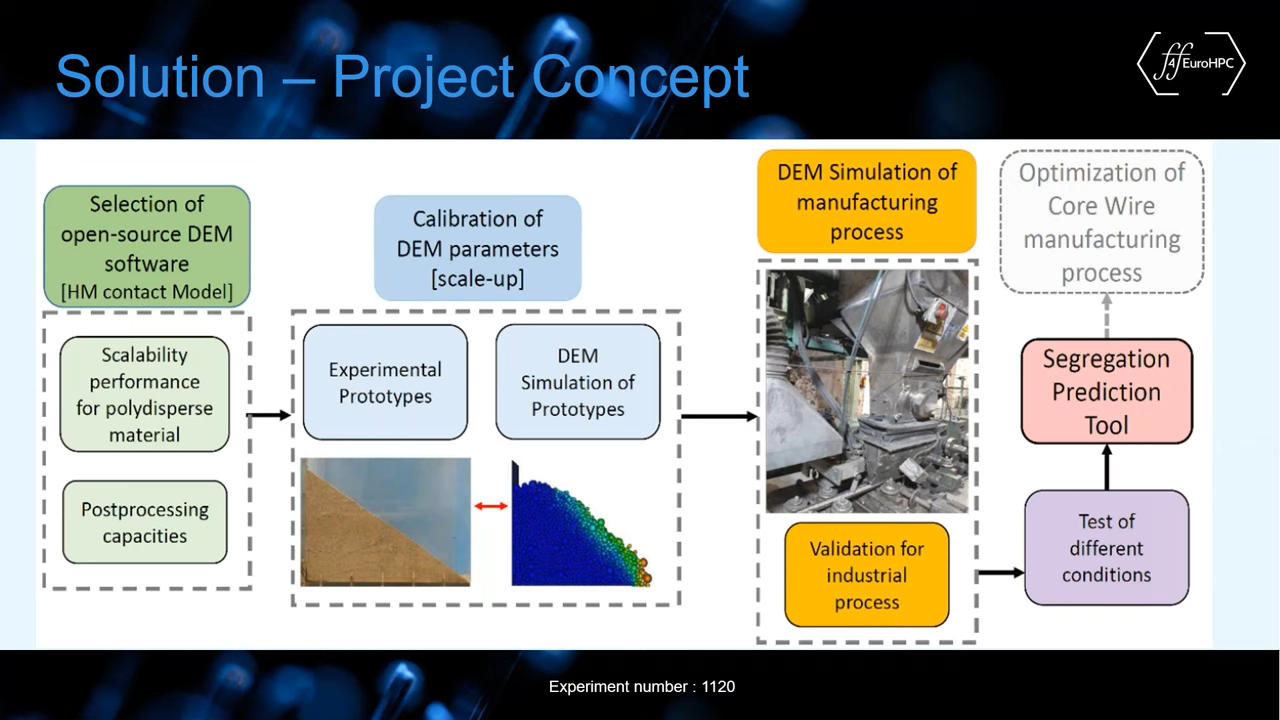 Solution – Project Concept
ff4EuroHPC
Selection of
open-source DEM
software
[HM contact Model]
Scalability
performance
for polydisperse
material
Postprocessing
capacities
Calibration of
DEM parameters
[scale-up]
Experimental
Prototypes
DEM
Simulation of
Prototypes
DEM Simulation of
manufacturing
process
Validation for
industrial
process
Optimization of
Core Wire
manufacturing
process
Segregation
Prediction
Tool
Test of
different
conditions
Experiment number : 1120